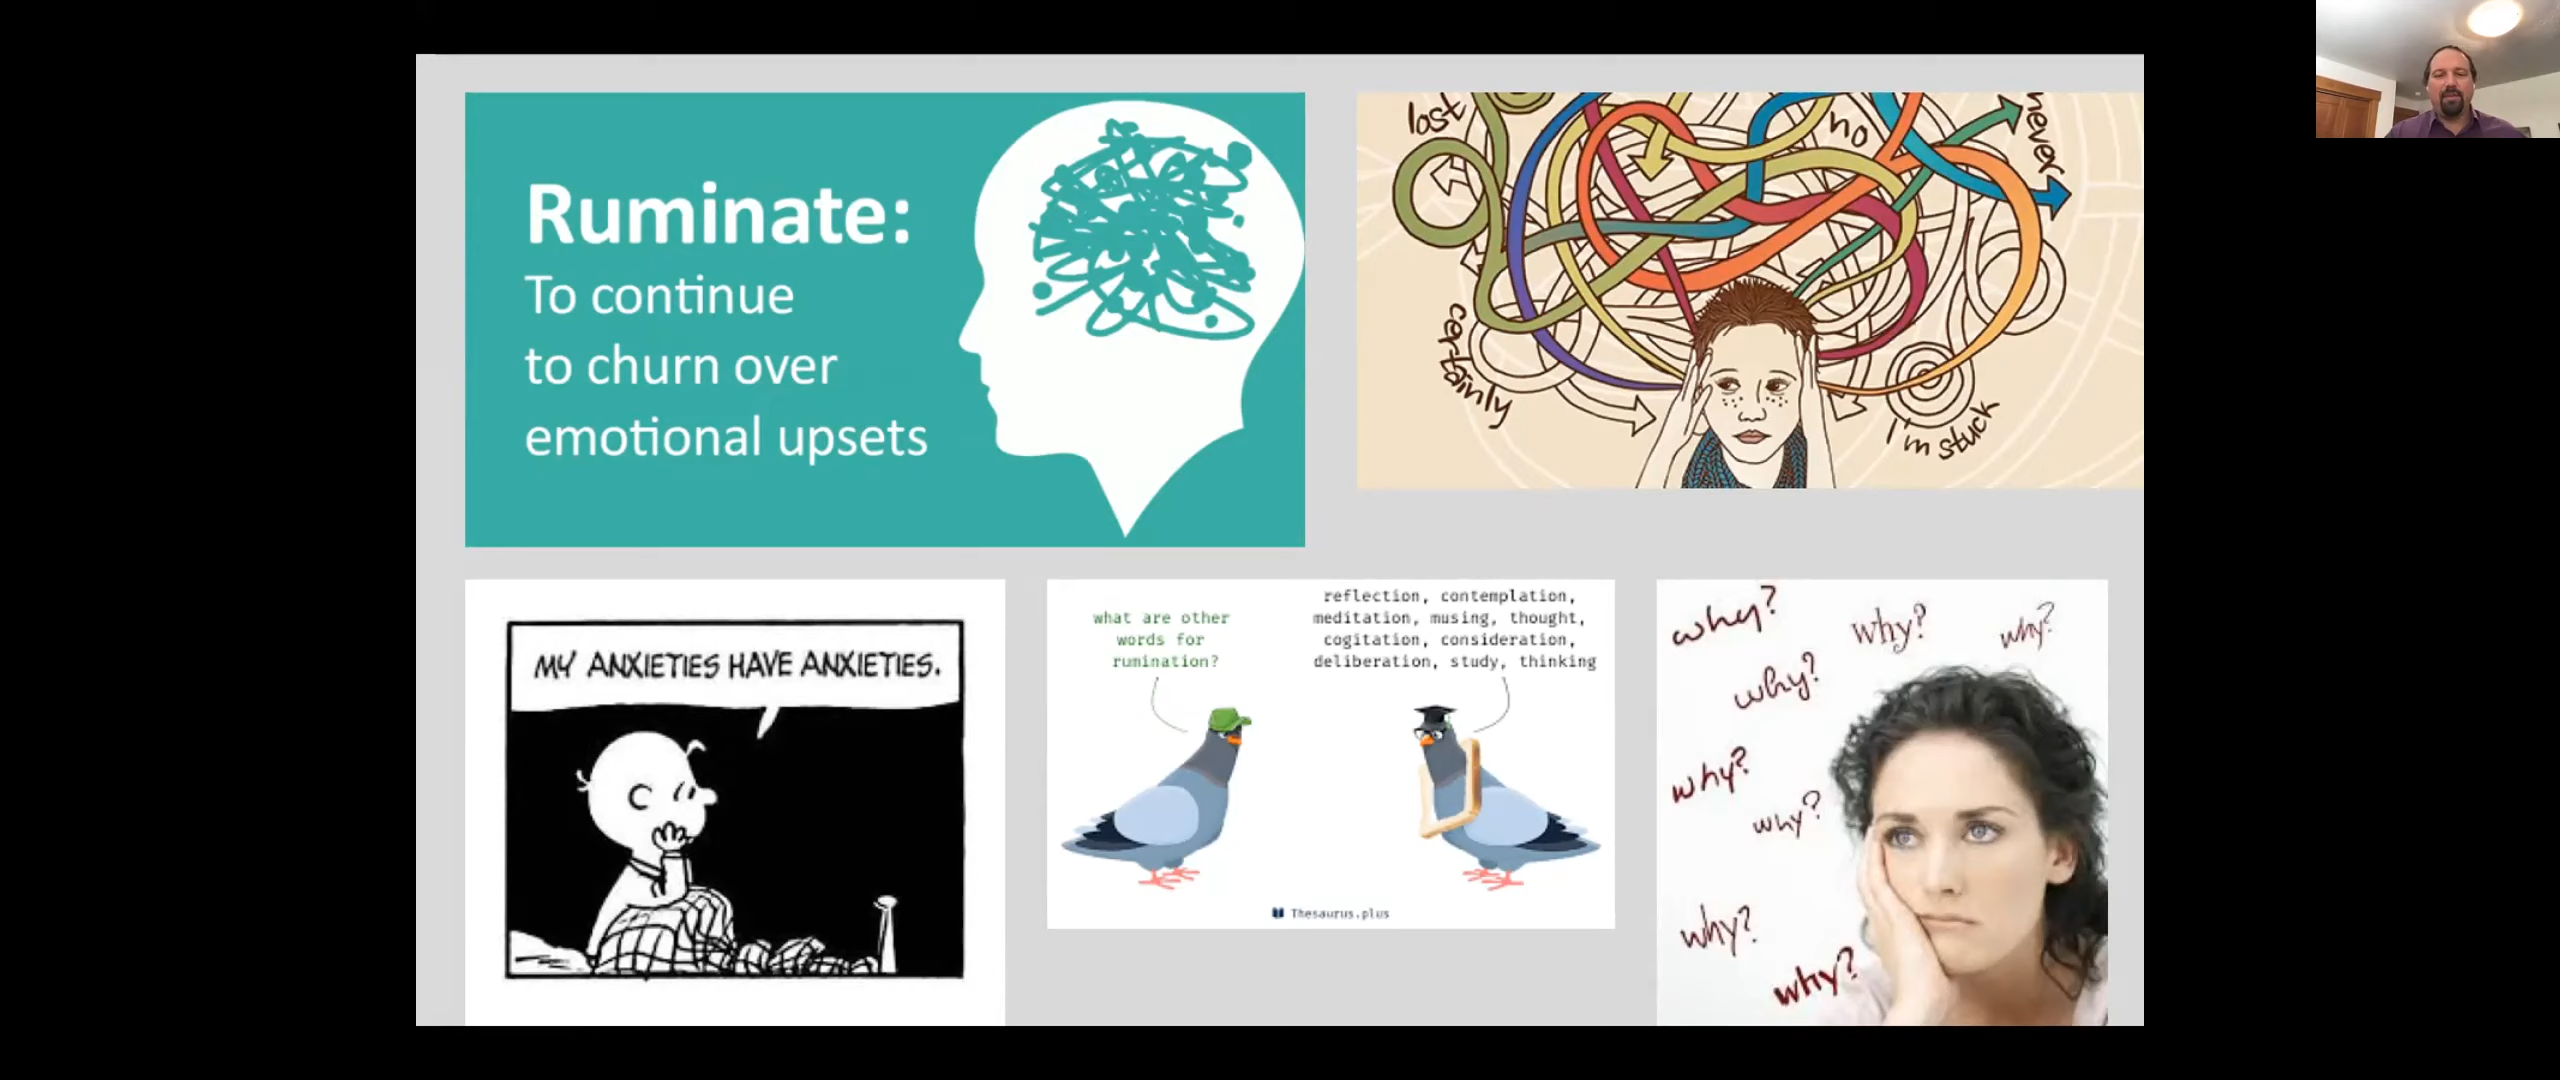 Ruminate:
To continue
to churn over
emotional upsets
lost
no
never
certainly
I'm stuck
MY ANXIETIES HAVE ANXIETIES.
what are other
words for
rumination?
reflection, contemplation,
meditation, musing, thought,
cogitation, consideration,
deliberation, study, thinking
Thesaurus.plus
why?
why?
why?
why?
why?
why?
why?
why?